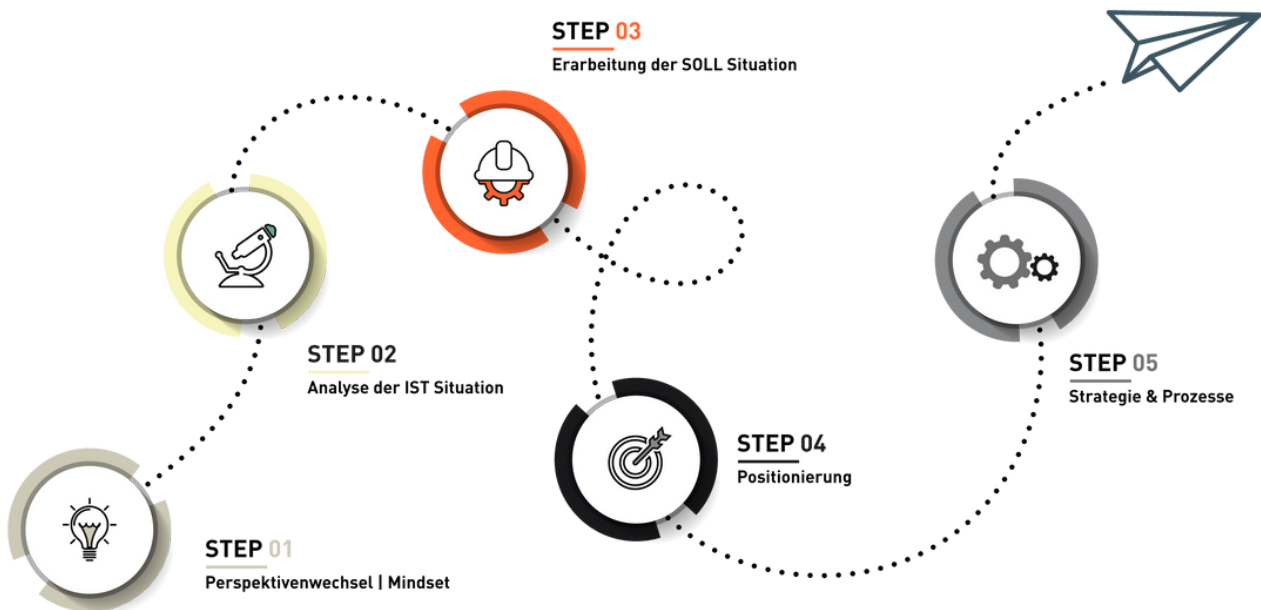 STEP 01
Perspektivenwechsel | Mindset
STEP 02
Analyse der IST Situation
STEP 03
Erarbeitung der SOLL Situation
STEP 04
Positionierung
STEP 05
Strategie & Prozesse